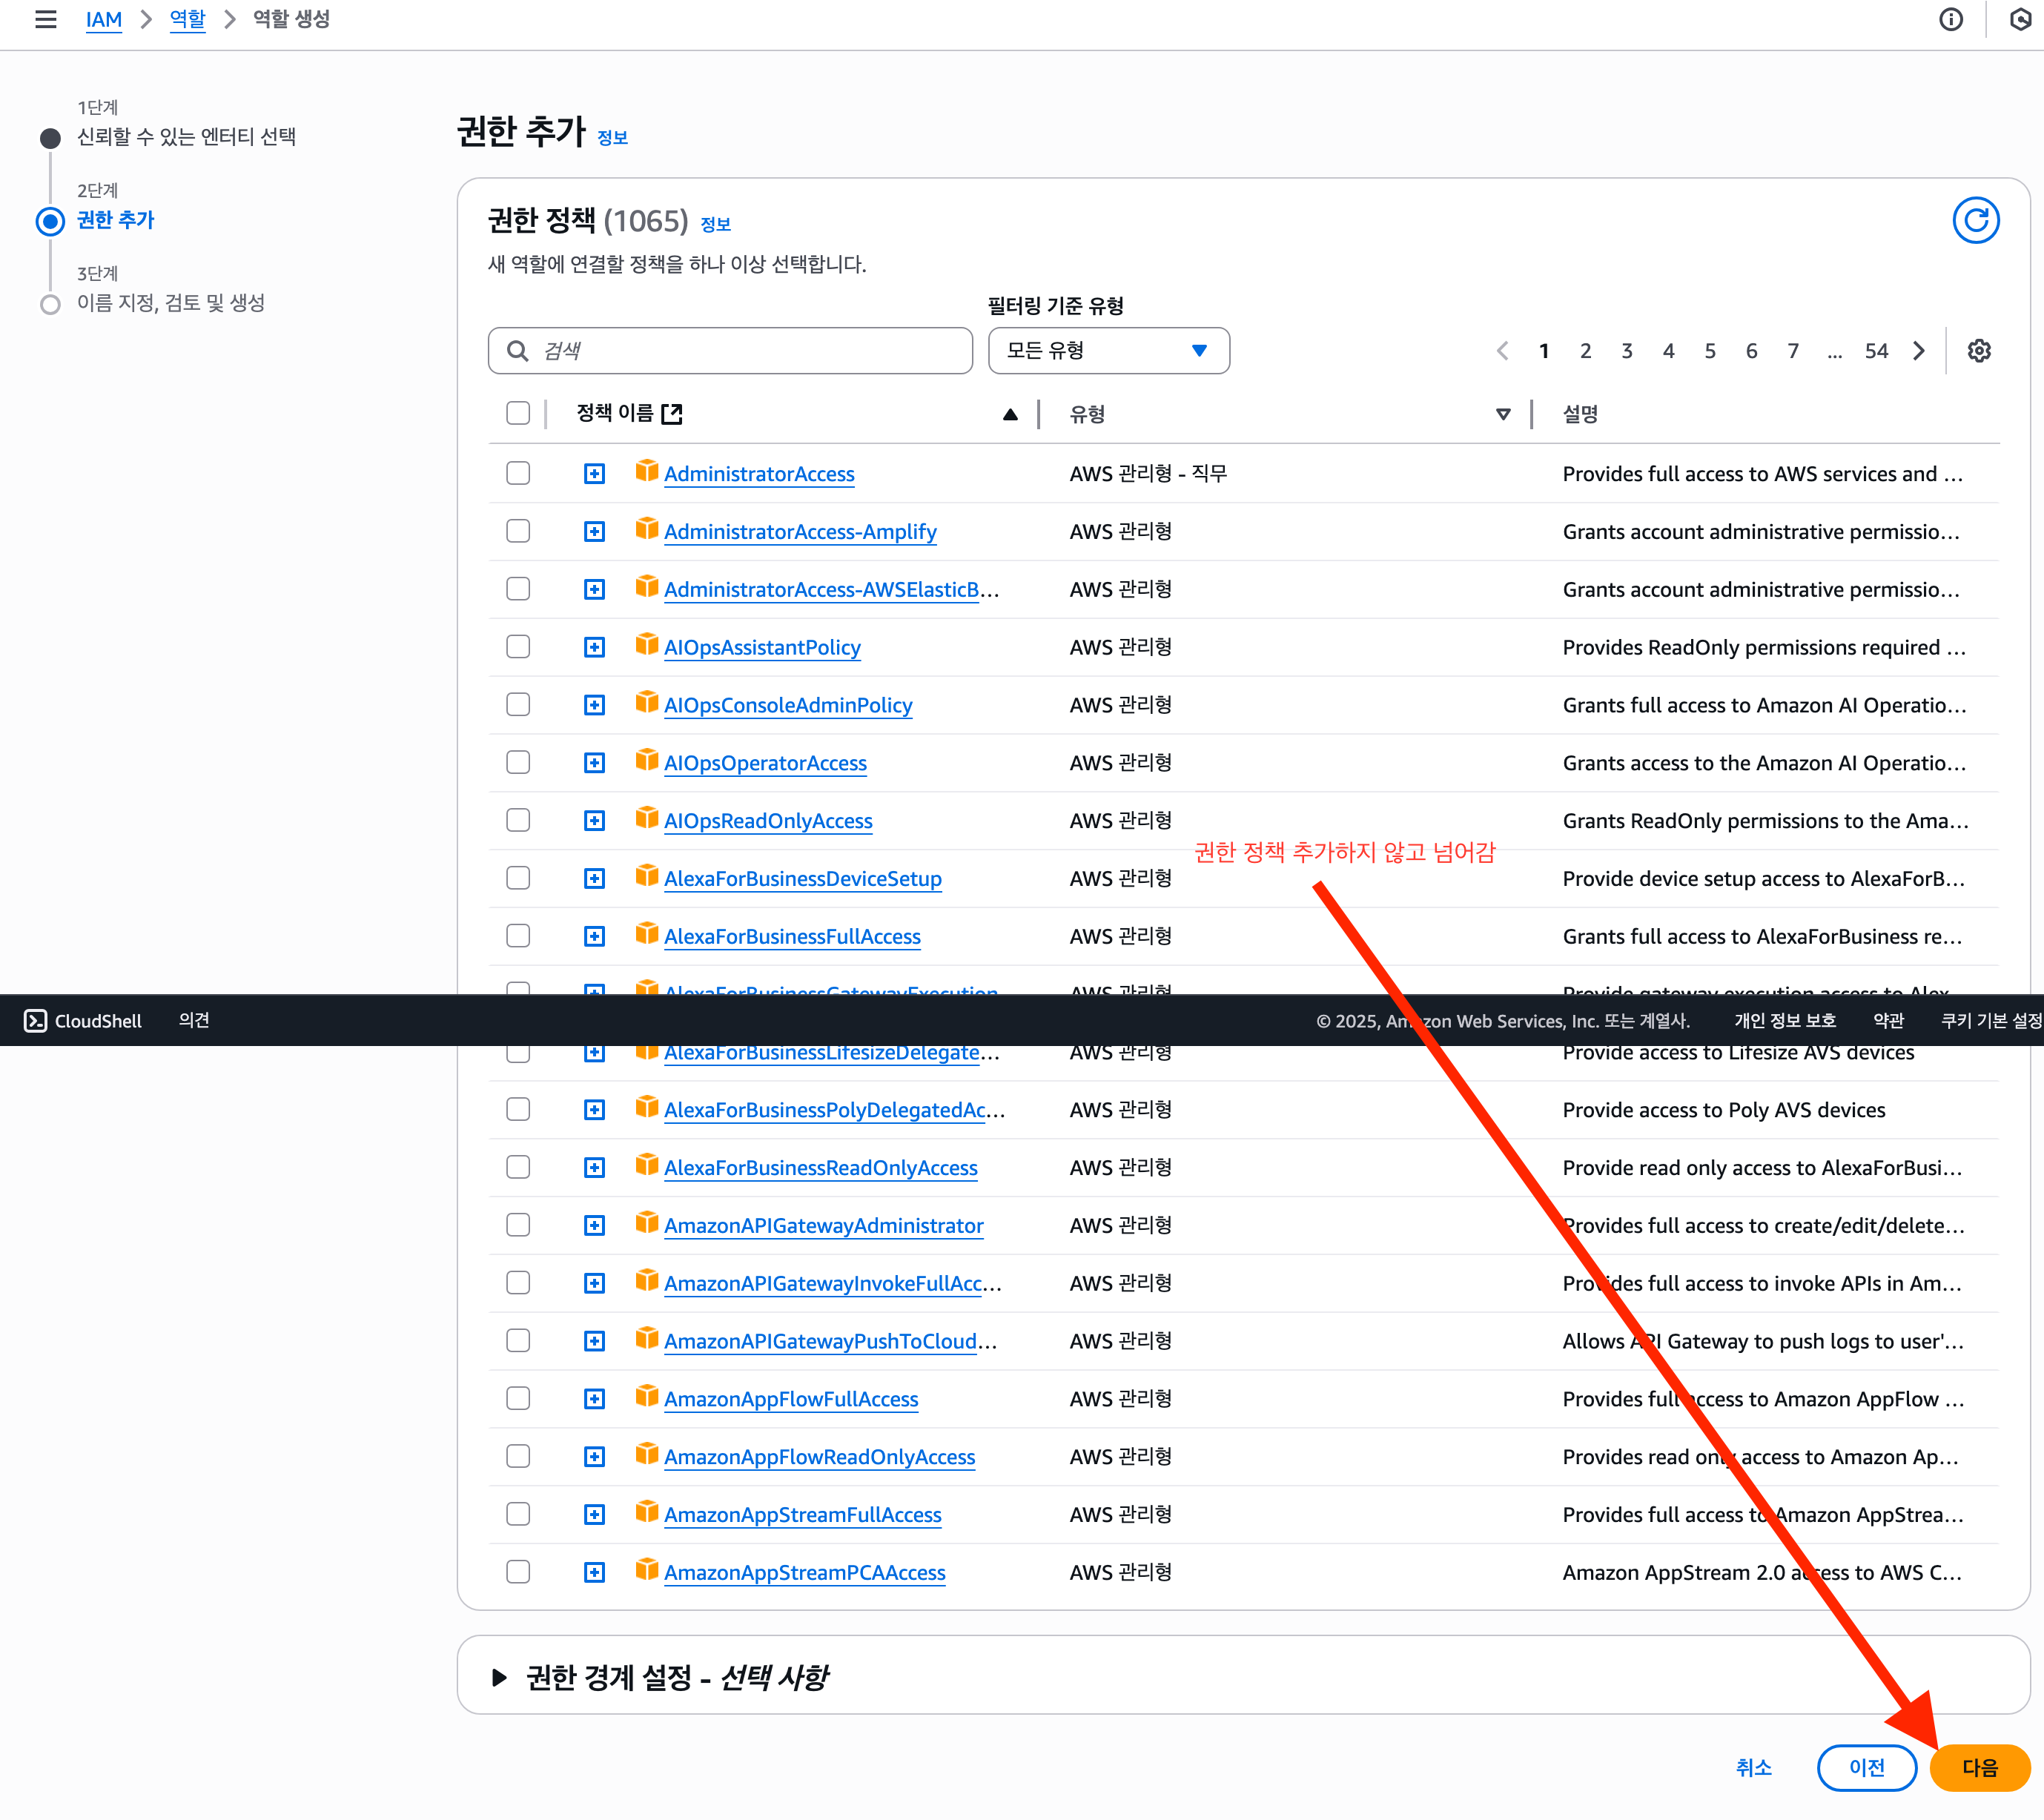 IAM > 역할 > 역할 생성
1단계
신뢰할 수 있는 엔터티 선택
2단계
권한 추가
3단계
이름 지정, 검토 및 생성
권한 추가 정보
권한 정책 (1065) 정보
새 역할에 연결할 정책을 하나 이상 선택합니다.
필터링 기준 유형
검색 모든 유형 1 2 3 4 5 6 7 ... 54
정책 이름 유형 설명
AdministratorAccess AWS 관리형 - 직무 Provides full access to AWS services and …
AdministratorAccess-Amplify AWS 관리형 Grants account administrative permissio…
AdministratorAccess-AWSElasticB… AWS 관리형 Grants account administrative permissio…
AIOpsAssistantPolicy AWS 관리형 Provides ReadOnly permissions required …
AIOpsConsoleAdminPolicy AWS 관리형 Grants full access to Amazon AI Operatio…
AIOpsOperatorAccess AWS 관리형 Grants access to the Amazon AI Operatio…
AIOpsReadOnlyAccess AWS 관리형 Grants ReadOnly permissions to the Ama…
권한 정책 추가하지 않고 넘어감
AlexaForBusinessDeviceSetup AWS 관리형 Provide device setup access to AlexaForB…
AlexaForBusinessFullAccess AWS 관리형 Grants full access to AlexaForBusiness re…
AlexaForBusinessGatewayExecution AWS 관리형 Provide gateway execution access to Alex…
CloudShell 의견 © 2025, Amazon Web Services, Inc. 또는 계열사. 개인 정보 보호 약관 쿠키 기본 설정
AlexaForBusinessLifesizeDelegate… AWS 관리형 Provide access to Lifesize AVS devices
AlexaForBusinessPolyDelegatedAc… AWS 관리형 Provide access to Poly AVS devices
AlexaForBusinessReadOnlyAccess AWS 관리형 Provide read only access to AlexaForBusi…
AmazonAPIGatewayAdministrator AWS 관리형 Provides full access to create/edit/delete…
AmazonAPIGatewayInvokeFullAcc… AWS 관리형 Provides full access to invoke APIs in Am…
AmazonAPIGatewayPushToCloud… AWS 관리형 Allows API Gateway to push logs to user'…
AmazonAppFlowFullAccess AWS 관리형 Provides full access to Amazon AppFlow …
AmazonAppFlowReadOnlyAccess AWS 관리형 Provides read only access to Amazon Ap…
AmazonAppStreamFullAccess AWS 관리형 Provides full access to Amazon AppStrea…
AmazonAppStreamPCAAccess AWS 관리형 Amazon AppStream 2.0 access to AWS C…
권한 경계 설정 - 선택 사항
취소 이전 다음